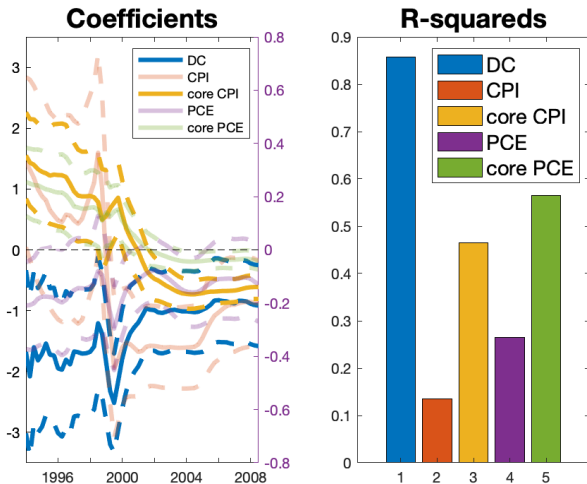 Coefficients
3
2
1
0
-1
-2
-3
0.8
0.6
0.4
0.2
0
-0.2
-0.4
-0.6
-0.8
1996
2000
2004
2008
DC
CPI
core CPI
PCE
core PCE
R-squareds
0.9
0.8
0.7
0.6
0.5
0.4
0.3
0.2
0.1
0
1
2
3
4
5
DC
CPI
core CPI
PCE
core PCE